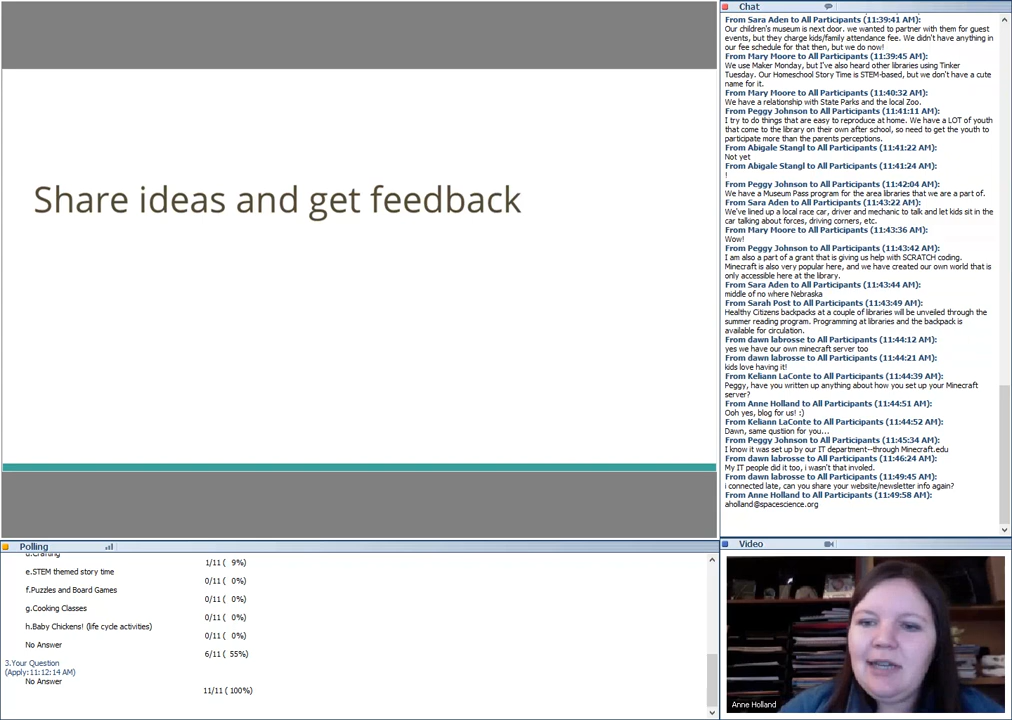 Share ideas and get feedback
Chat
From Sara Aden to All Participants (11:39:41 AM):
Our children's museum is next door. we wanted to partner with them for guest
events, but they charge kids/family attendance fee. We didn't have anything in
our fee schedule for that then, but we do now!
From Mary Moore to All Participants (11:39:45 AM):
We use Maker Monday, but I've also heard other libraries using Tinker
Tuesday. Our Homeschool Story Time is STEM-based, but we don't have a cute
name for it.
From Mary Moore to All Participants (11:40:32 AM):
We have a relationship with State Parks and the local Zoo.
From Peggy Johnson to All Participants (11:41:11 AM):
I try to do things that are easy to reproduce at home. We have a LOT of youth
that come to the library on their own after school, so need to get the youth to
participate more than the parents perceptions.
From Abigale Stangl to All Participants (11:41:22 AM):
Not yet
From Abigale Stangl to All Participants (11:41:24 AM):
!
From Peggy Johnson to All Participants (11:42:04 AM):
We have a Museum Pass program for the area libraries that we are a part of.
From Sara Aden to All Participants (11:43:22 AM):
We've lined up a local race car, driver and mechanic to talk and let kids sit in the
car talking about forces, driving corners, etc.
From Mary Moore to All Participants (11:43:36 AM):
Wow!
From Peggy Johnson to All Participants (11:43:42 AM):
I am also a part of a grant that is giving us help with SCRATCH coding.
Minecraft is also very popular here, and we have created our own world that is
only accessible here at the library.
From Sara Aden to All Participants (11:43:44 AM):
middle of no where Nebraska
From Sarah Post to All Participants (11:43:49 AM):
Healthy Citizens backpacks at a couple of libraries will be unveiled through the
summer reading program. Programming at libraries and the backpack is
available for circulation.
From dawn labrosse to All Participants (11:44:12 AM):
yes we have our own minecraft server too
From dawn labrosse to All Participants (11:44:21 AM):
kids love having it!
From Keliann LaConte to All Participants (11:44:39 AM):
Peggy, have you written up anything about how you set up your Minecraft
server?
From Anne Holland to All Participants (11:44:51 AM):
Ooh yes, blog for us! :)
From Keliann LaConte to All Participants (11:44:52 AM):
Dawn, same qustiion for you...
From Peggy Johnson to All Participants (11:45:34 AM):
I know it was set up by our IT department--through Minecraft.edu
From dawn labrosse to All Participants (11:46:24 AM):
My IT people did it too, i wasn't that involed.
From dawn labrosse to All Participants (11:49:45 AM):
i connected late, can you share your website/newsletter info again?
From Anne Holland to All Participants (11:49:58 AM):
aholland@spacescience.org
Polling
d.Crafting
1/11 ( 9%)
e.STEM themed story time
0/11 ( 0%)
f.Puzzles and Board Games
0/11 ( 0%)
g.Cooking Classes
0/11 ( 0%)
h.Baby Chickens! (life cycle activities)
0/11 ( 0%)
No Answer
6/11 ( 55%)
3.Your Question
(Apply:11:12:14 AM)
No Answer
11/11 ( 100%)
Video
Anne Holland